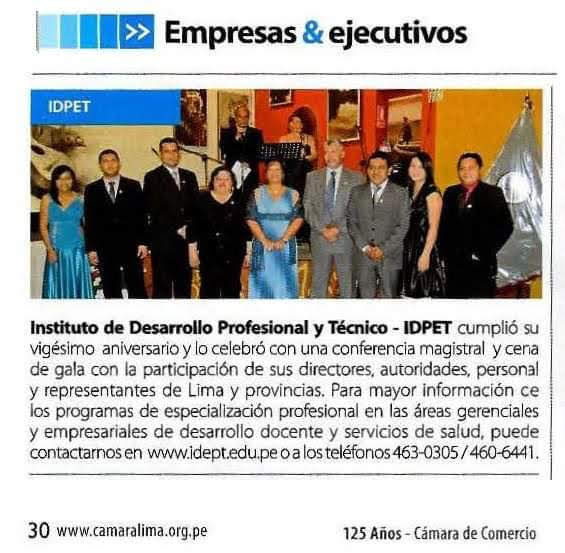 >> Empresas & ejecutivos
IDPET
Instituto de Desarrollo Profesional y Técnico - IDPET cumplió su
vigésimo aniversario y lo celebró con una conferencia magistral y cena
de gala con la participación de sus directores, autoridades, personal
y representantes de Lima y provincias. Para mayor información ce
los programas de especialización profesional en las áreas gerenciales
y empresariales de desarrollo docente y servicios de salud, puede
contactarnos en www.idept.edu.pe o a los teléfonos 463-0305 / 460-6441.
30 www.camaralima.org.pe
125 Años - Cámara de Comercio